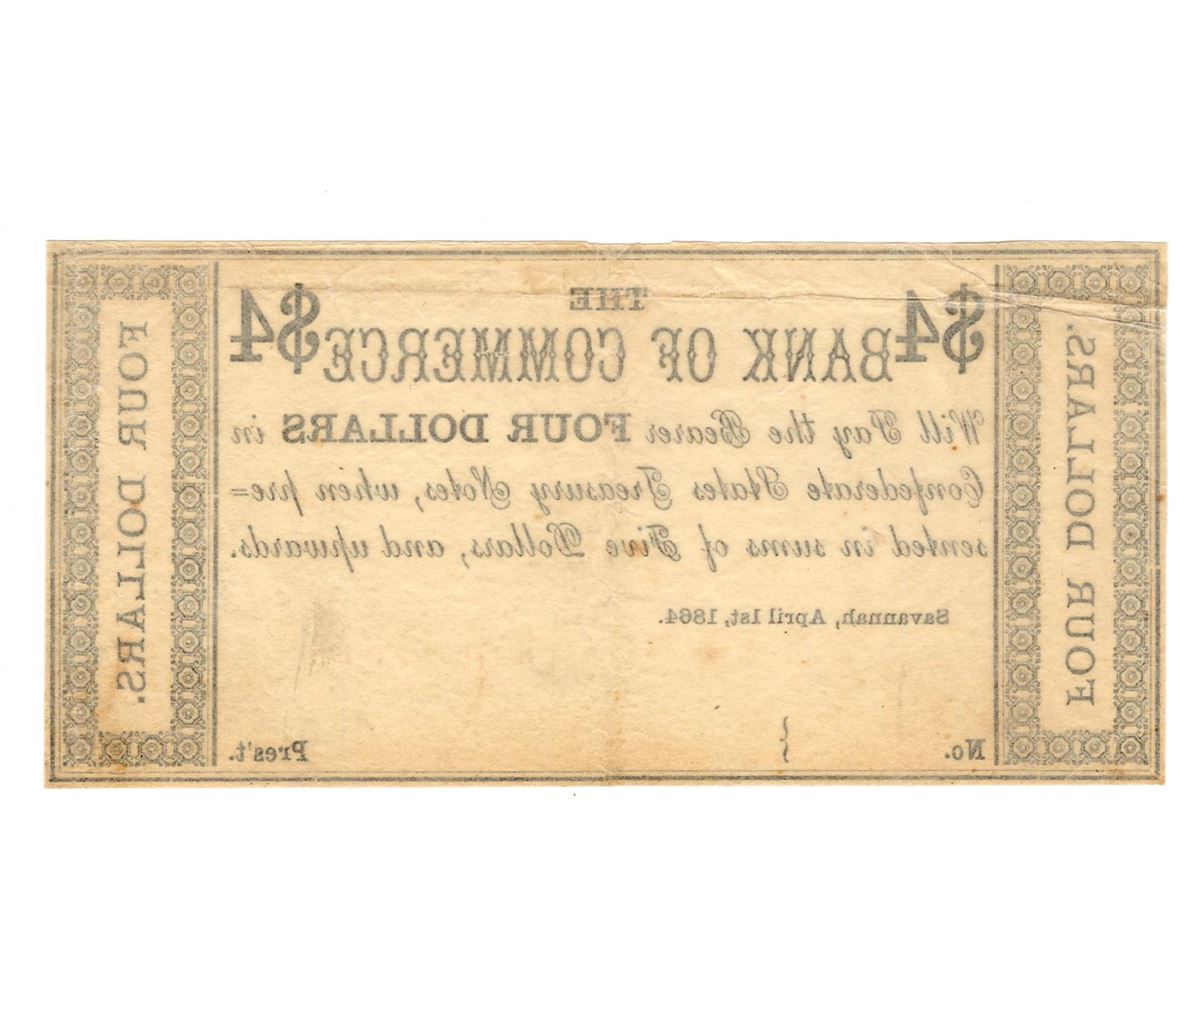 THE
$4 BANK OF COMMERCE $4
Will Pay the Bearer FOUR DOLLARS in
Confederate States Treasury Notes, when pre=
sented in sums of Five Dollars, and upwards.
Savannah, April 1st, 1864.
No. } Pres't.
FOUR DOLLARS.
FOUR DOLLARS.